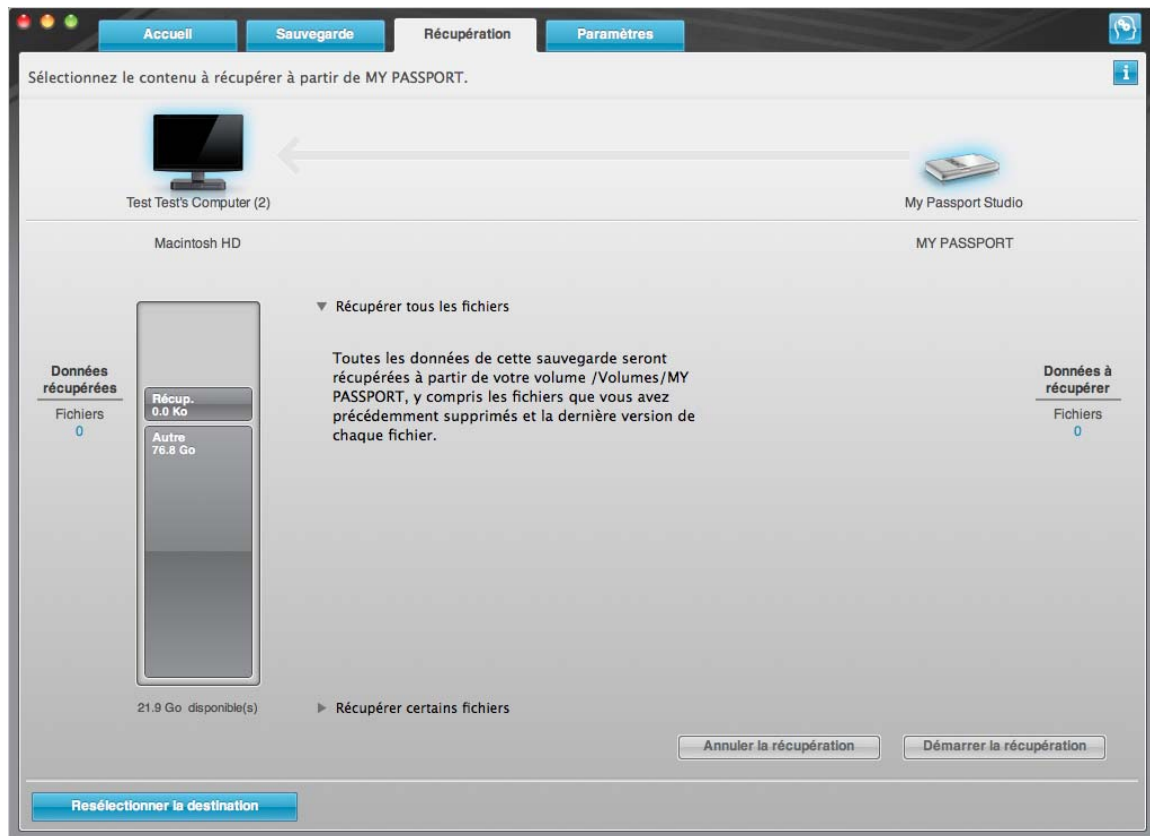 Accueil
Sauvegarde
Récupération
Paramètres
Sélectionnez le contenu à récupérer à partir de MY PASSPORT.
Test Test's Computer (2)
My Passport Studio
Macintosh HD
MY PASSPORT
Récupérer tous les fichiers
Toutes les données de cette sauvegarde seront
récupérées à partir de votre volume /Volumes/MY
PASSPORT, y compris les fichiers que vous avez
précédemment supprimés et la dernière version de
chaque fichier.
Données
récupérées
Fichiers
0
Récup.
0.0 Ko
Autre
76.8 Go
Données à
récupérer
Fichiers
0
21.9 Go disponible(s)
Récupérer certains fichiers
Annuler la récupération
Démarrer la récupération
Resélectionner la destination